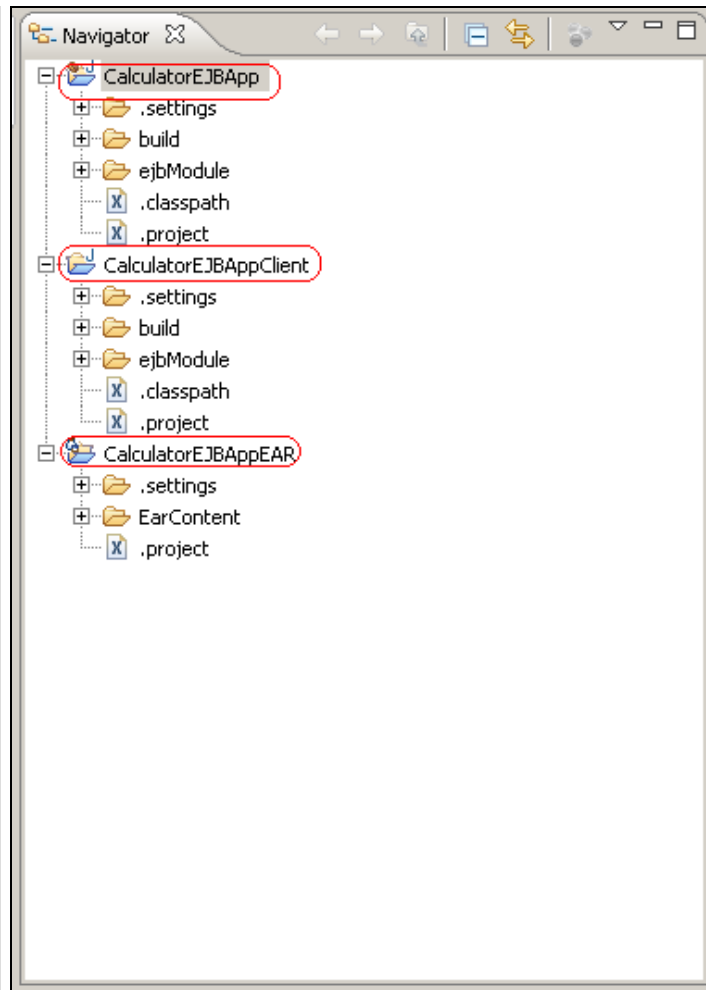 Navigator
CalculatorEJBApp
.settings
build
ejbModule
.classpath
.project
CalculatorEJBAppClient
.settings
build
ejbModule
.classpath
.project
CalculatorEJBAppEAR
.settings
EarContent
.project